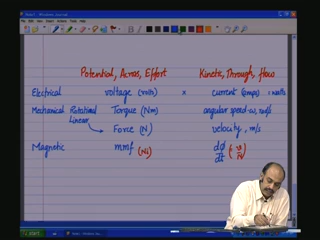 Potential, Across, Effort Kinetic, Through, flow
Electrical voltage (volts) × current (amps) = watts
Mechanical Rotational Torque (Nm) angular speed-ω, rad/s
Linear Force (N) velocity, m/s
Magnetic mmf (Ni) dφ/dt (v/N)
start